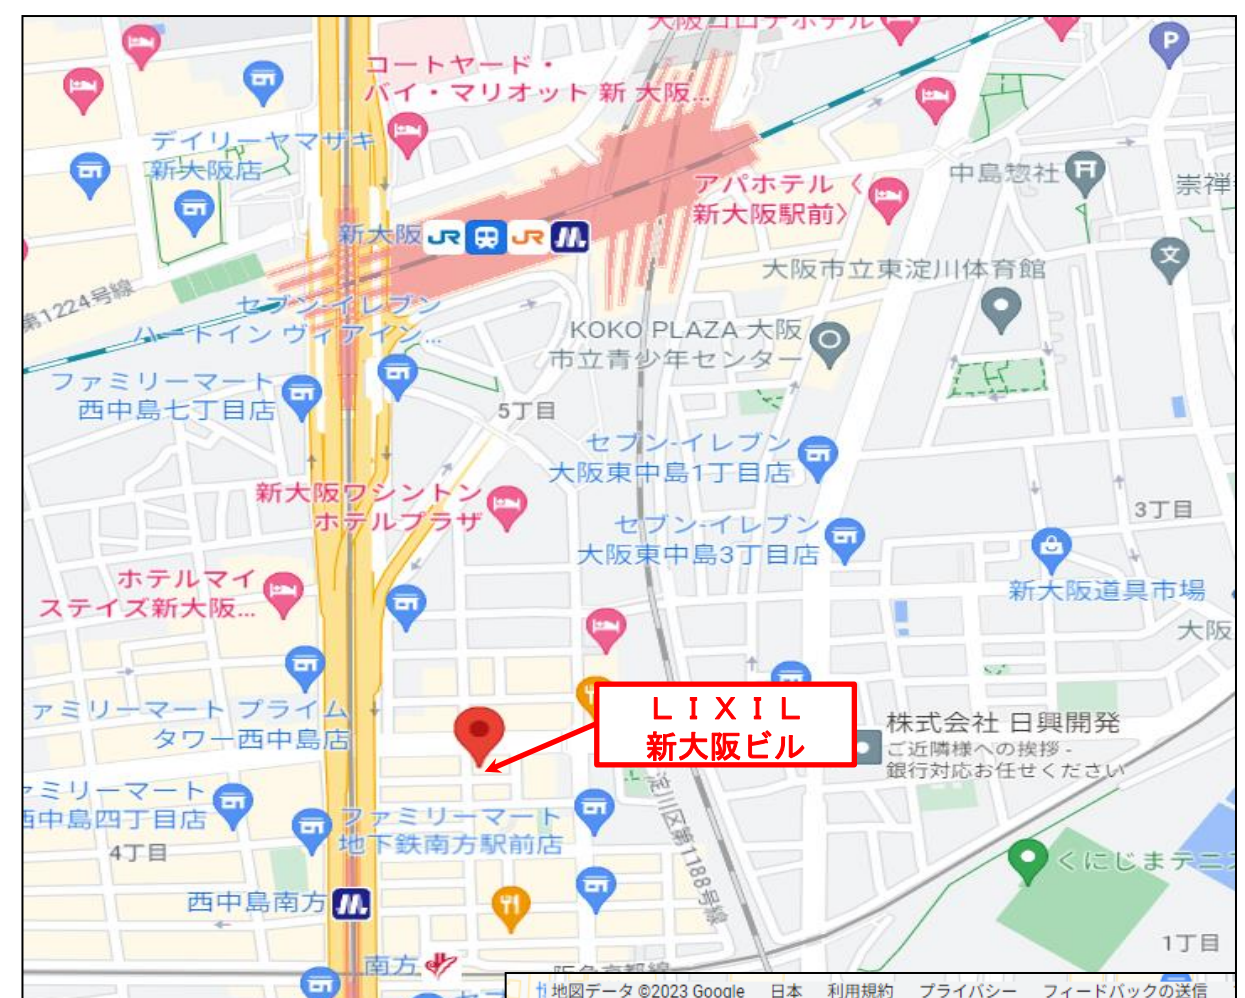 大阪コロナホテル
P
コートヤード・
バイ・マリオット 新 大阪...
デイリーヤマザキ
新大阪店
中島惣社
崇禅
アパホテル〈
新大阪駅前〉
新大阪 JR JR
文
大阪市立東淀川体育館
第1224号線
セブン-イレブン
ハートイン ヴィアイン...
KOKO PLAZA 大阪
市立青少年センター
ファミリーマート
西中島七丁目店
5丁目
セブン-イレブン
大阪東中島1丁目店
新大阪ワシントン
ホテルプラザ
3丁目
セブン-イレブン
大阪東中島3丁目店
ホテルマイ
ステイズ新大阪...
新大阪道具市場
大阪
ァミリーマート プライム
タワー西中島店
ＬＩＸＩＬ
新大阪ビル
株式会社 日興開発
ご近隣様への挨拶 -
銀行対応お任せください
ァミリーマート
西中島四丁目店
ファミリーマート
地下鉄南方駅前店
淀川区第1188号線
4丁目
くにじまテニス
西中島南方
1丁目
南方
阪急京都線
地図データ ©2023 Google 日本 利用規約 プライバシー フィードバックの送信